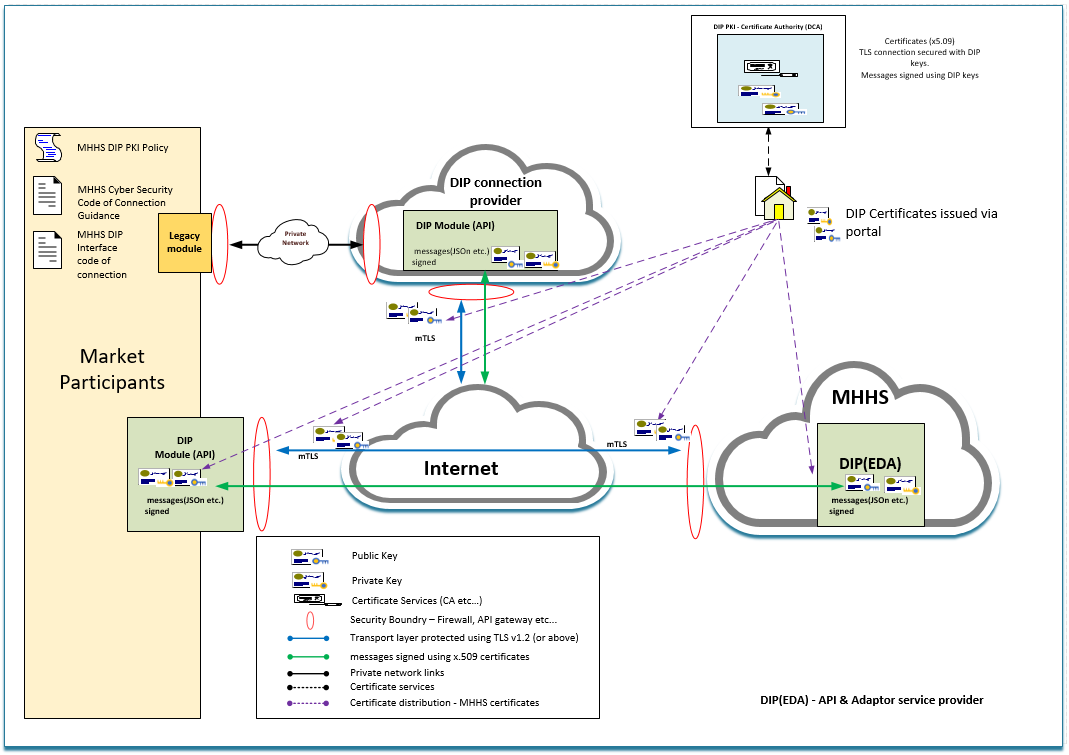 DIP PKI - Certificate Authority (DCA)
Certificates (x5.09)
TLS connection secured with DIP
keys.
Messages signed using DIP keys
MHHS DIP PKI Policy
MHHS Cyber Security
Code of Connection
Guidance
MHHS DIP
Interface
code of
connection
Legacy
module
Private
Network
DIP connection
provider
DIP Module (API)
messages(JSON etc.)
signed
DIP Certificates issued via
portal
mTLS
Market
Participants
MHHS
DIP
Module (API)
messages(JSOn etc.)
signed
mTLS
Internet
mTLS
DIP(EDA)
messages(JSOn etc.)
signed
Public Key
Private Key
Certificate Services (CA etc...)
Security Boundry – Firewall, API gateway etc...
Transport layer protected using TLS v1.2 (or above)
messages signed using x.509 certificates
Private network links
Certificate services
Certificate distribution - MHHS certificates
DIP(EDA) - API & Adaptor service provider